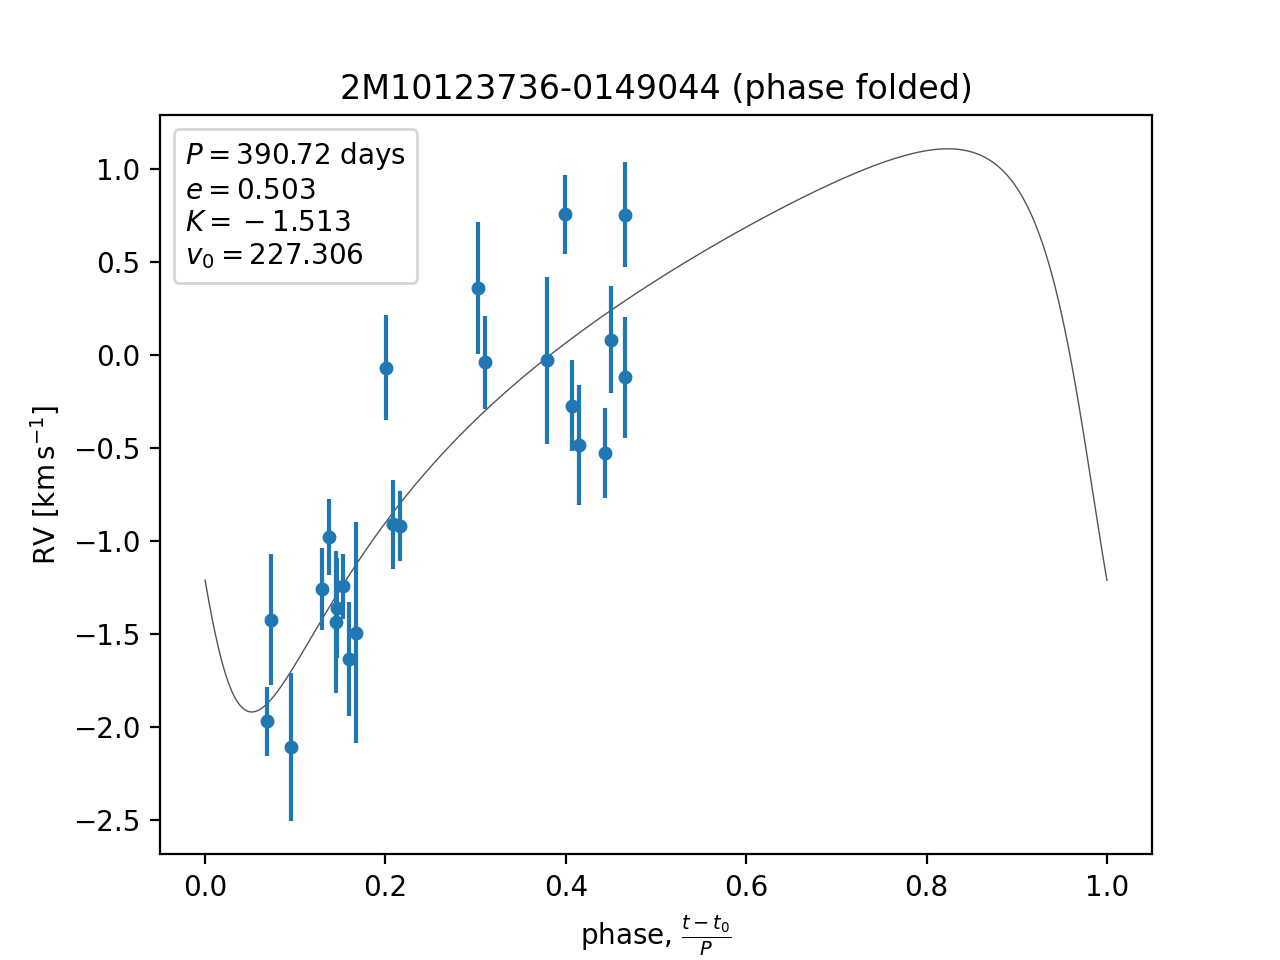 2M10123736-0149044 (phase folded)
P = 390.72 days
e = 0.503
K = −1.513
v₀ = 227.306
1.0
0.5
0.0
−0.5
−1.0
−1.5
−2.0
−2.5
RV [km s⁻¹]
0.0 0.2 0.4 0.6 0.8 1.0
phase, (t − t₀)/P